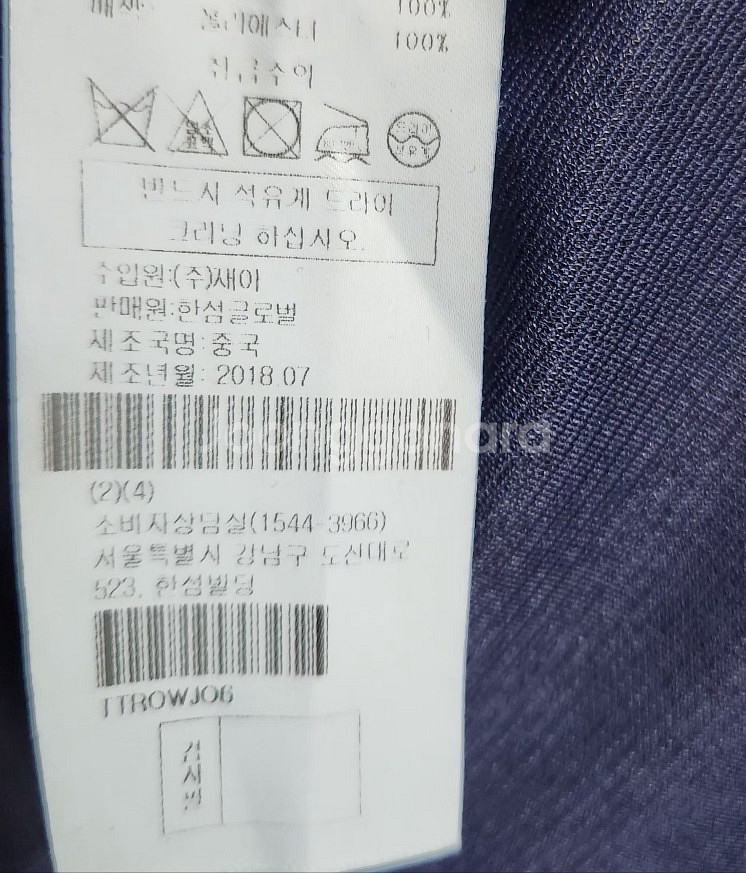 100%
폴리에스터 100%
취급주의
반드시 석유계 드라이
크리닝 하십시오.
수입원:(주)새아
판매원:한섬글로벌
제조국명:중국
제조년월: 2018.07
Joonggonara
(2)(4)
소비자상담실(1544-3966)
서울특별시 강남구 도산대로
523, 한섬빌딩
TTROWJ06
검사필